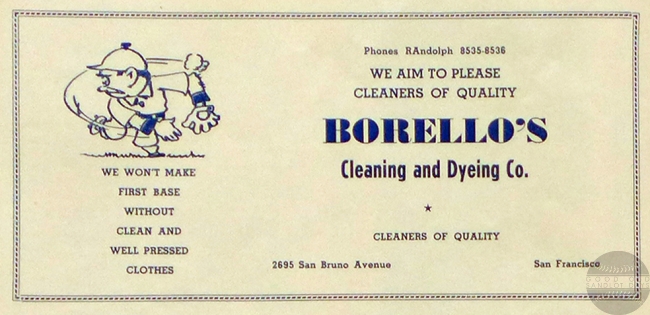 WE WON'T MAKE
FIRST BASE
WITHOUT
CLEAN AND
WELL PRESSED
CLOTHES
Phones RAndolph 8535-8536
WE AIM TO PLEASE
CLEANERS OF QUALITY
BORELLO'S
Cleaning and Dyeing Co.
CLEANERS OF QUALITY
2695 San Bruno Avenue San Francisco